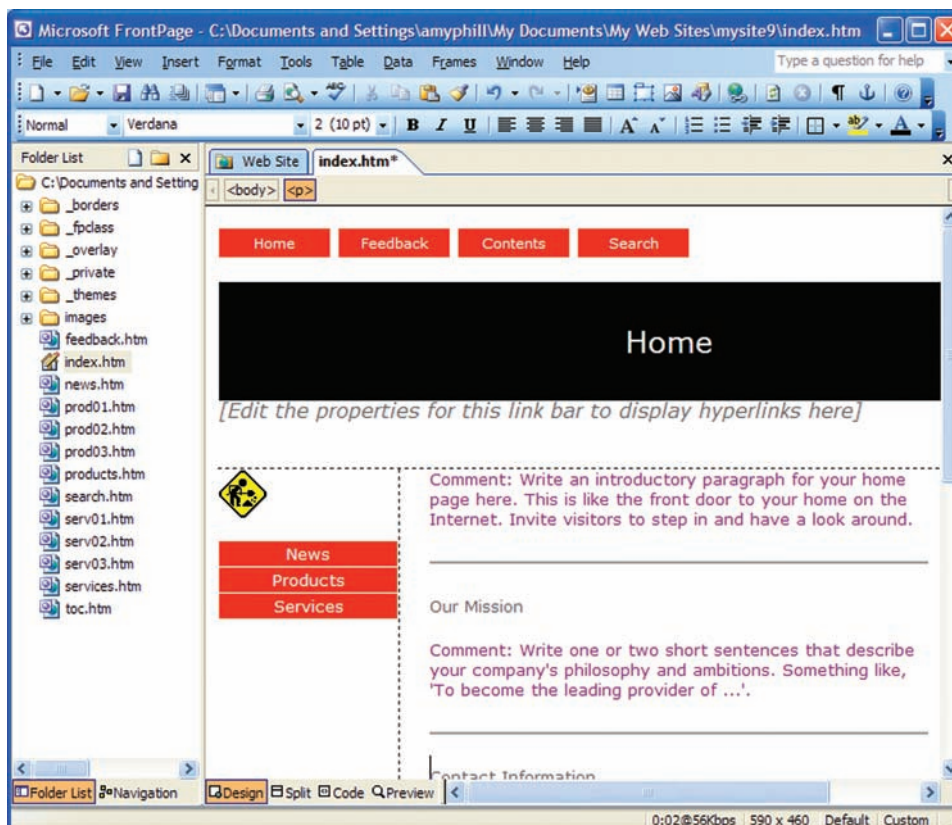 Microsoft FrontPage - C:\Documents and Settings\amyphill\My Documents\My Web Sites\mysite9\index.htm
File Edit View Insert Format Tools Table Data Frames Window Help Type a question for help
Normal Verdana 2 (10 pt) B I U A A A
Folder List
Web Site index.htm*
C:\Documents and Setting
<body> <p>
_borders
_fpclass
_overlay
_private
_themes
images
feedback.htm
index.htm
news.htm
prod01.htm
prod02.htm
prod03.htm
products.htm
search.htm
serv01.htm
serv02.htm
serv03.htm
services.htm
toc.htm
Home Feedback Contents Search
Home
[Edit the properties for this link bar to display hyperlinks here]
News
Products
Services
Comment: Write an introductory paragraph for your home
page here. This is like the front door to your home on the
Internet. Invite visitors to step in and have a look around.
Our Mission
Comment: Write one or two short sentences that describe
your company's philosophy and ambitions. Something like,
'To become the leading provider of ...'.
Contact Information
Folder List Navigation Design Split Code Preview
0:02@56Kbps 590 x 460 Default Custom